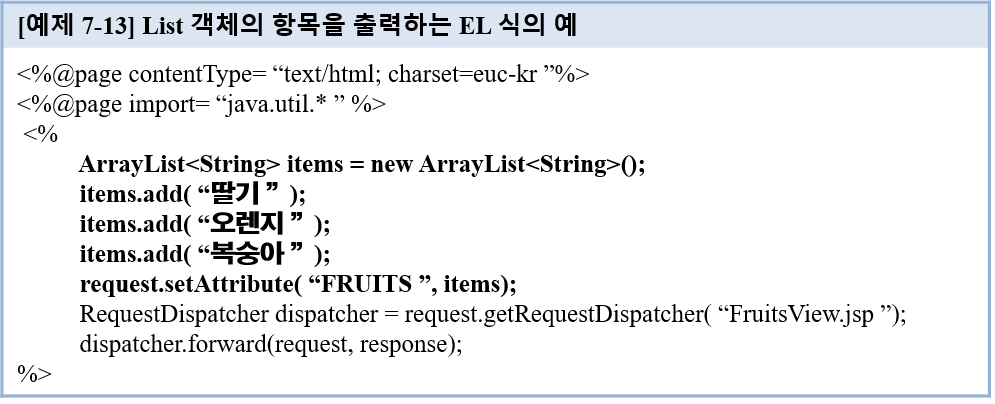 [예제 7-13] List 객체의 항목을 출력하는 EL 식의 예
<%@page contentType= “text/html; charset=euc-kr ”%>
<%@page import= “java.util.* ” %>
<%
ArrayList<String> items = new ArrayList<String>();
items.add( “딸기 ” );
items.add( “오렌지 ” );
items.add( “복숭아 ” );
request.setAttribute( “FRUITS ”, items);
RequestDispatcher dispatcher = request.getRequestDispatcher( “FruitsView.jsp ”);
dispatcher.forward(request, response);
%>